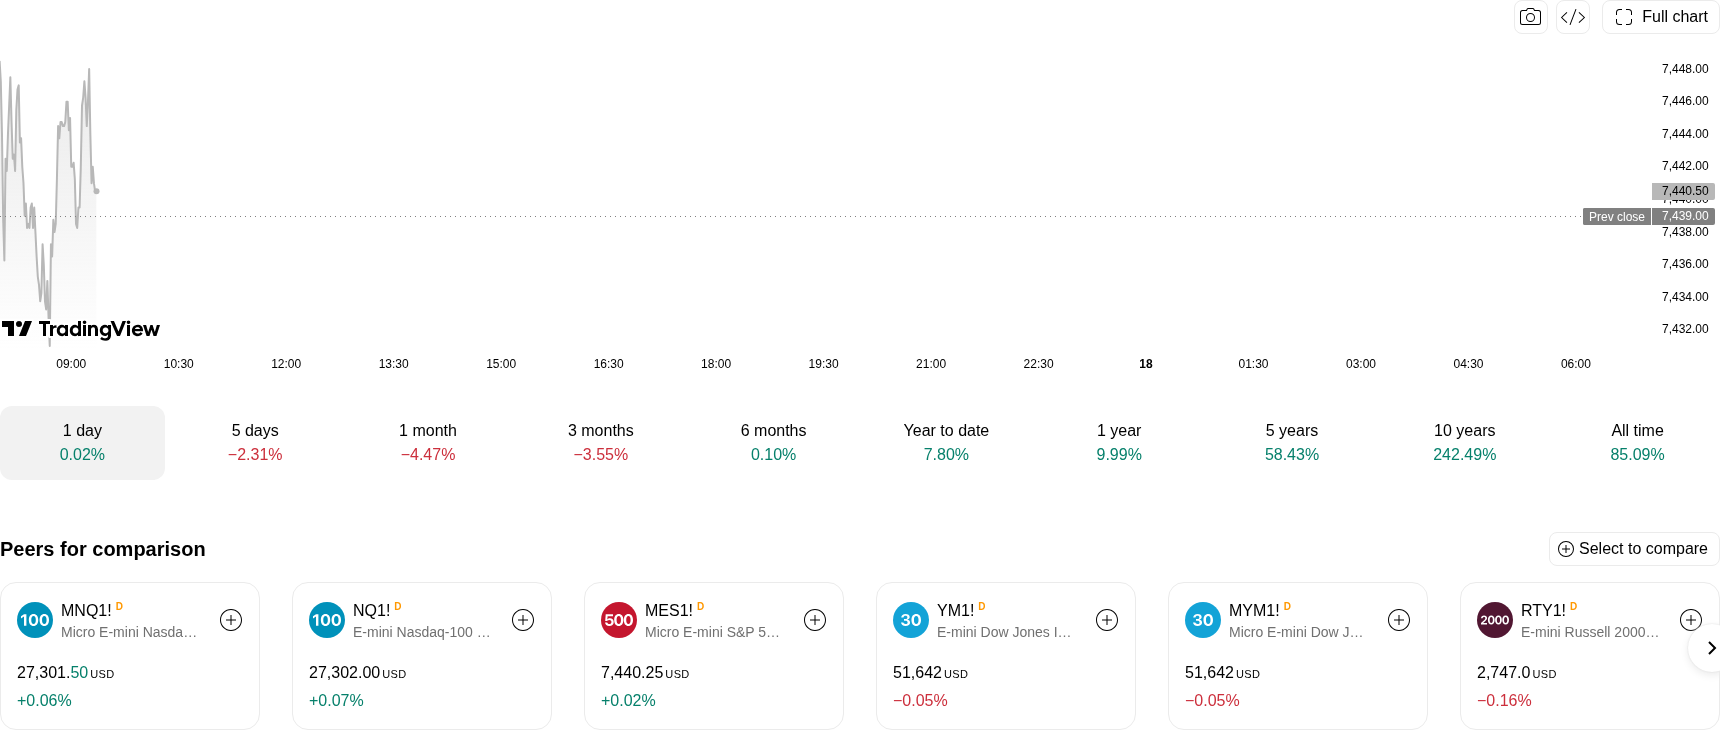 Full chart
7,448.00
7,446.00
7,444.00
7,442.00
7,440.50
Prev close 7,439.00
7,438.00
7,436.00
7,434.00
7,432.00
TradingView
09:00 10:30 12:00 13:30 15:00 16:30 18:00 19:30 21:00 22:30 18 01:30 03:00 04:30 06:00
1 day 5 days 1 month 3 months 6 months Year to date 1 year 5 years 10 years All time
0.02% −2.31% −4.47% −3.55% 0.10% 7.80% 9.99% 58.43% 242.49% 85.09%
Peers for comparison
Select to compare
100 MNQ1! D
Micro E-mini Nasda…
27,301.50 USD
+0.06%
100 NQ1! D
E-mini Nasdaq-100 …
27,302.00 USD
+0.07%
500 MES1! D
Micro E-mini S&P 5…
7,440.25 USD
+0.02%
30 YM1! D
E-mini Dow Jones I…
51,642 USD
−0.05%
30 MYM1! D
Micro E-mini Dow J…
51,642 USD
−0.05%
2000 RTY1! D
E-mini Russell 2000…
2,747.0 USD
−0.16%